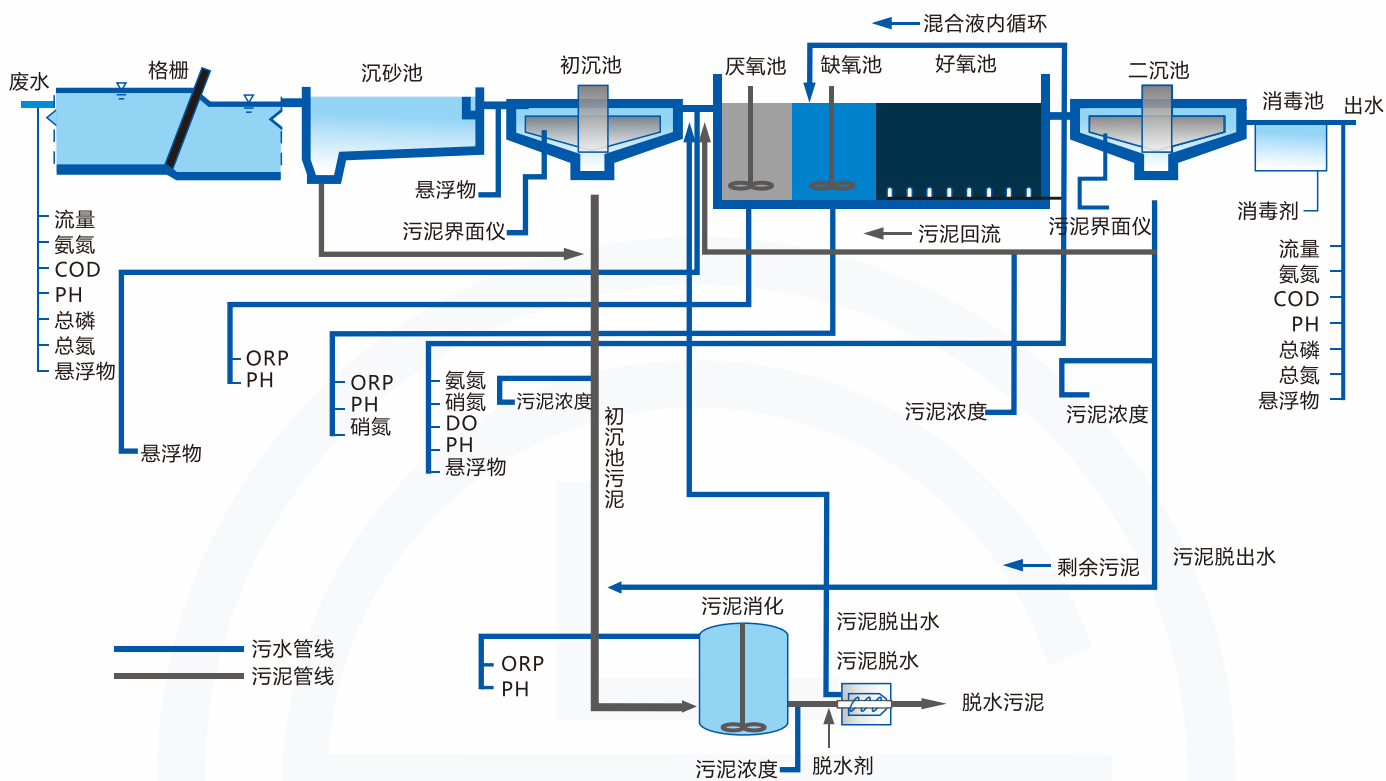 混合液内循环
废水
格栅
沉砂池
初沉池
厌氧池
缺氧池
好氧池
二沉池
消毒池
出水
悬浮物
污泥界面仪
污泥回流
污泥界面仪
消毒剂
流量
氨氮
COD
PH
总磷
总氮
悬浮物
流量
氨氮
COD
PH
总磷
总氮
悬浮物
悬浮物
ORP
PH
ORP
PH
硝氮
氨氮
硝氮
DO
PH
悬浮物
污泥浓度
初沉池污泥
污泥浓度
污泥浓度
剩余污泥
污泥脱出水
污泥消化
污泥脱出水
污泥脱水
ORP
PH
脱水污泥
污泥浓度
脱水剂
污水管线
污泥管线